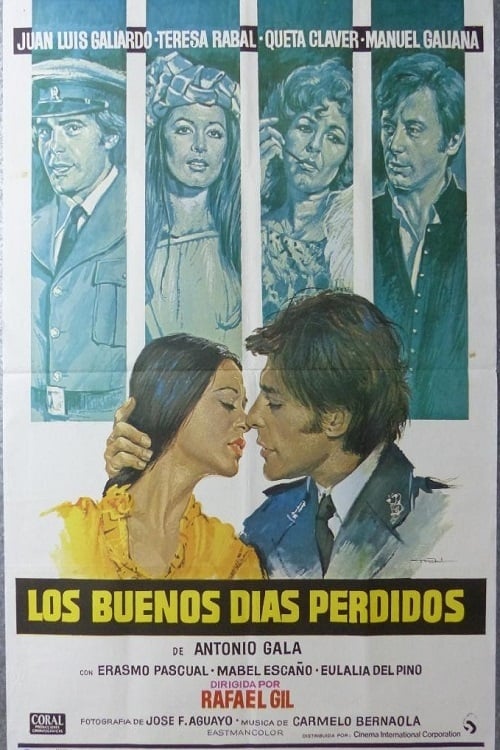 JUAN LUIS GALIARDO · TERESA RABAL · QUETA CLAVER · MANUEL GALIANA
LOS BUENOS DIAS PERDIDOS
DE ANTONIO GALA
CON ERASMO PASCUAL · MABEL ESCAÑO · EULALIA DEL PINO
DIRIGIDA POR
RAFAEL GIL
CORAL
PRODUCCIONES
CINEMATOGRAFICAS
FOTOGRAFIA DE JOSE F. AGUAYO · MUSICA DE CARMELO BERNAOLA
EASTMANCOLOR
DISTRIBUIDA POR: Cinema International Corporation